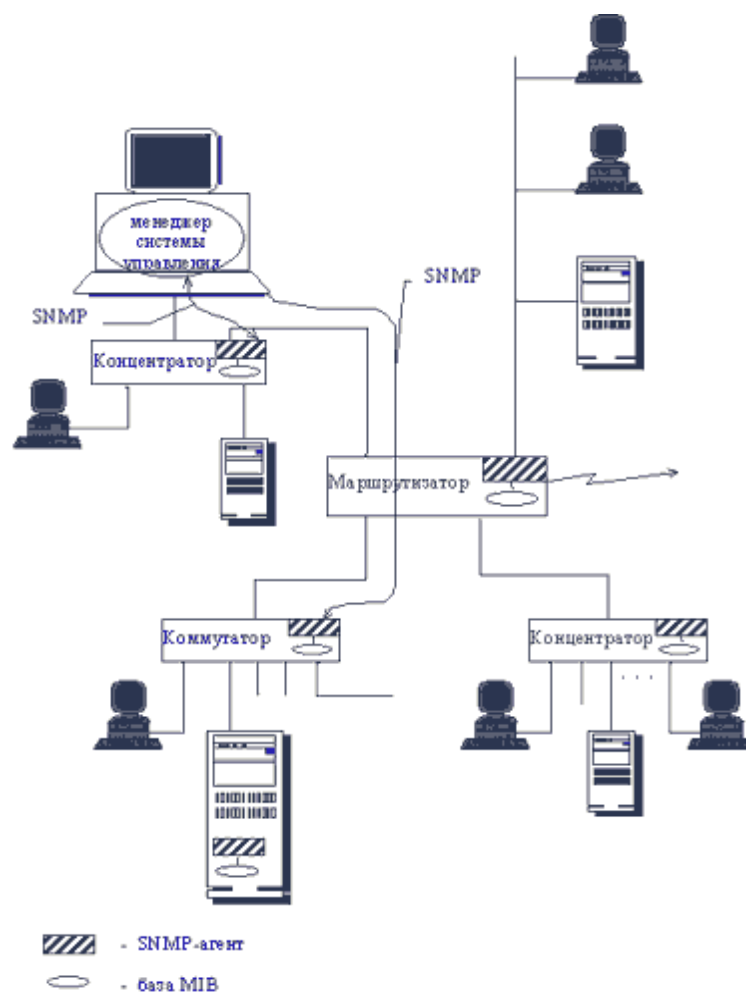 менеджер
системы
управления
SNMP
SNMP
Концентратор
Маршрутизатор
Коммутатор
Концентратор
- SNMP-агент
- база MIB